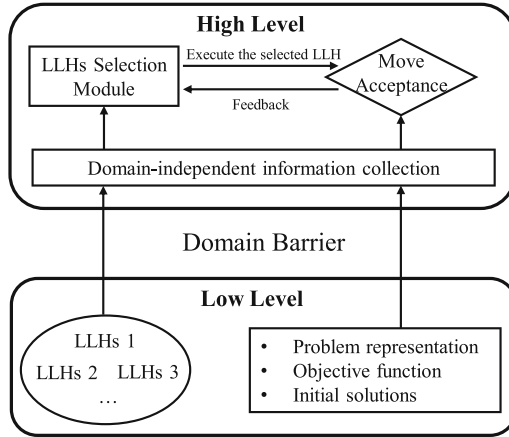 High Level
LLHs Selection
Module
Execute the selected LLH
Feedback
Move
Acceptance
Domain-independent information collection
Domain Barrier
Low Level
LLHs 1
LLHs 2 LLHs 3
…
• Problem representation
• Objective function
• Initial solutions